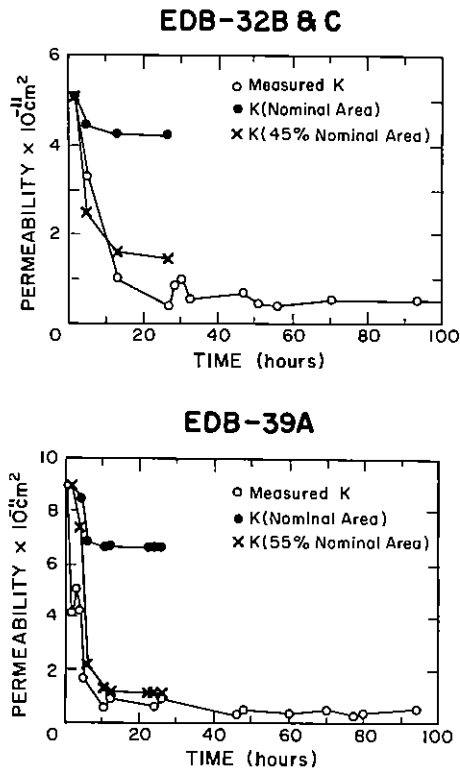 EDB-32B & C
PERMEABILITY × 10⁻¹¹cm²
6
4
2
0
0 20 40 60 80 100
TIME (hours)
○ Measured K
● K(Nominal Area)
× K(45% Nominal Area)
EDB-39A
PERMEABILITY × 10⁻¹¹cm²
10
8
6
4
2
0
0 20 40 60 80 100
TIME (hours)
○ Measured K
● K(Nominal Area)
× K(55% Nominal Area)